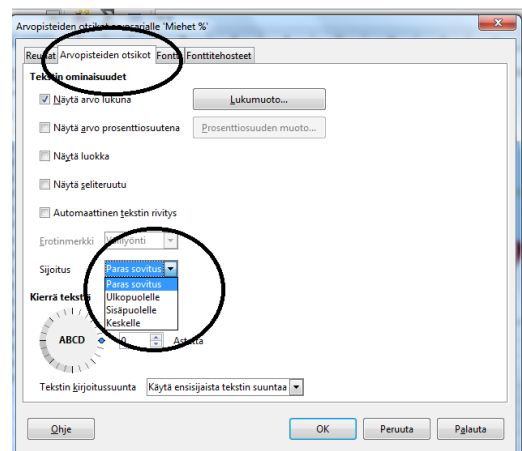 Arvopisteiden otsikot arvosarjalle 'Miehet %'
Reunat Arvopisteiden otsikot Fontti Fonttitehosteet
Tekstin ominaisuudet
Näytä arvo lukuna Lukumuoto...
Näytä arvo prosenttiosuutena Prosenttiosuuden muoto...
Näytä luokka
Näytä seliteruutu
Automaattinen tekstin rivitys
Erotinmerkki Välilyönti
Sijoitus Paras sovitus
Paras sovitus
Ulkopuolelle
Sisäpuolelle
Keskelle
Kierrä tekstiä
ABCD 0 Astetta
Tekstin kirjoitussuunta Käytä ensisijaista tekstin suuntaa
Ohje OK Peruuta Palauta